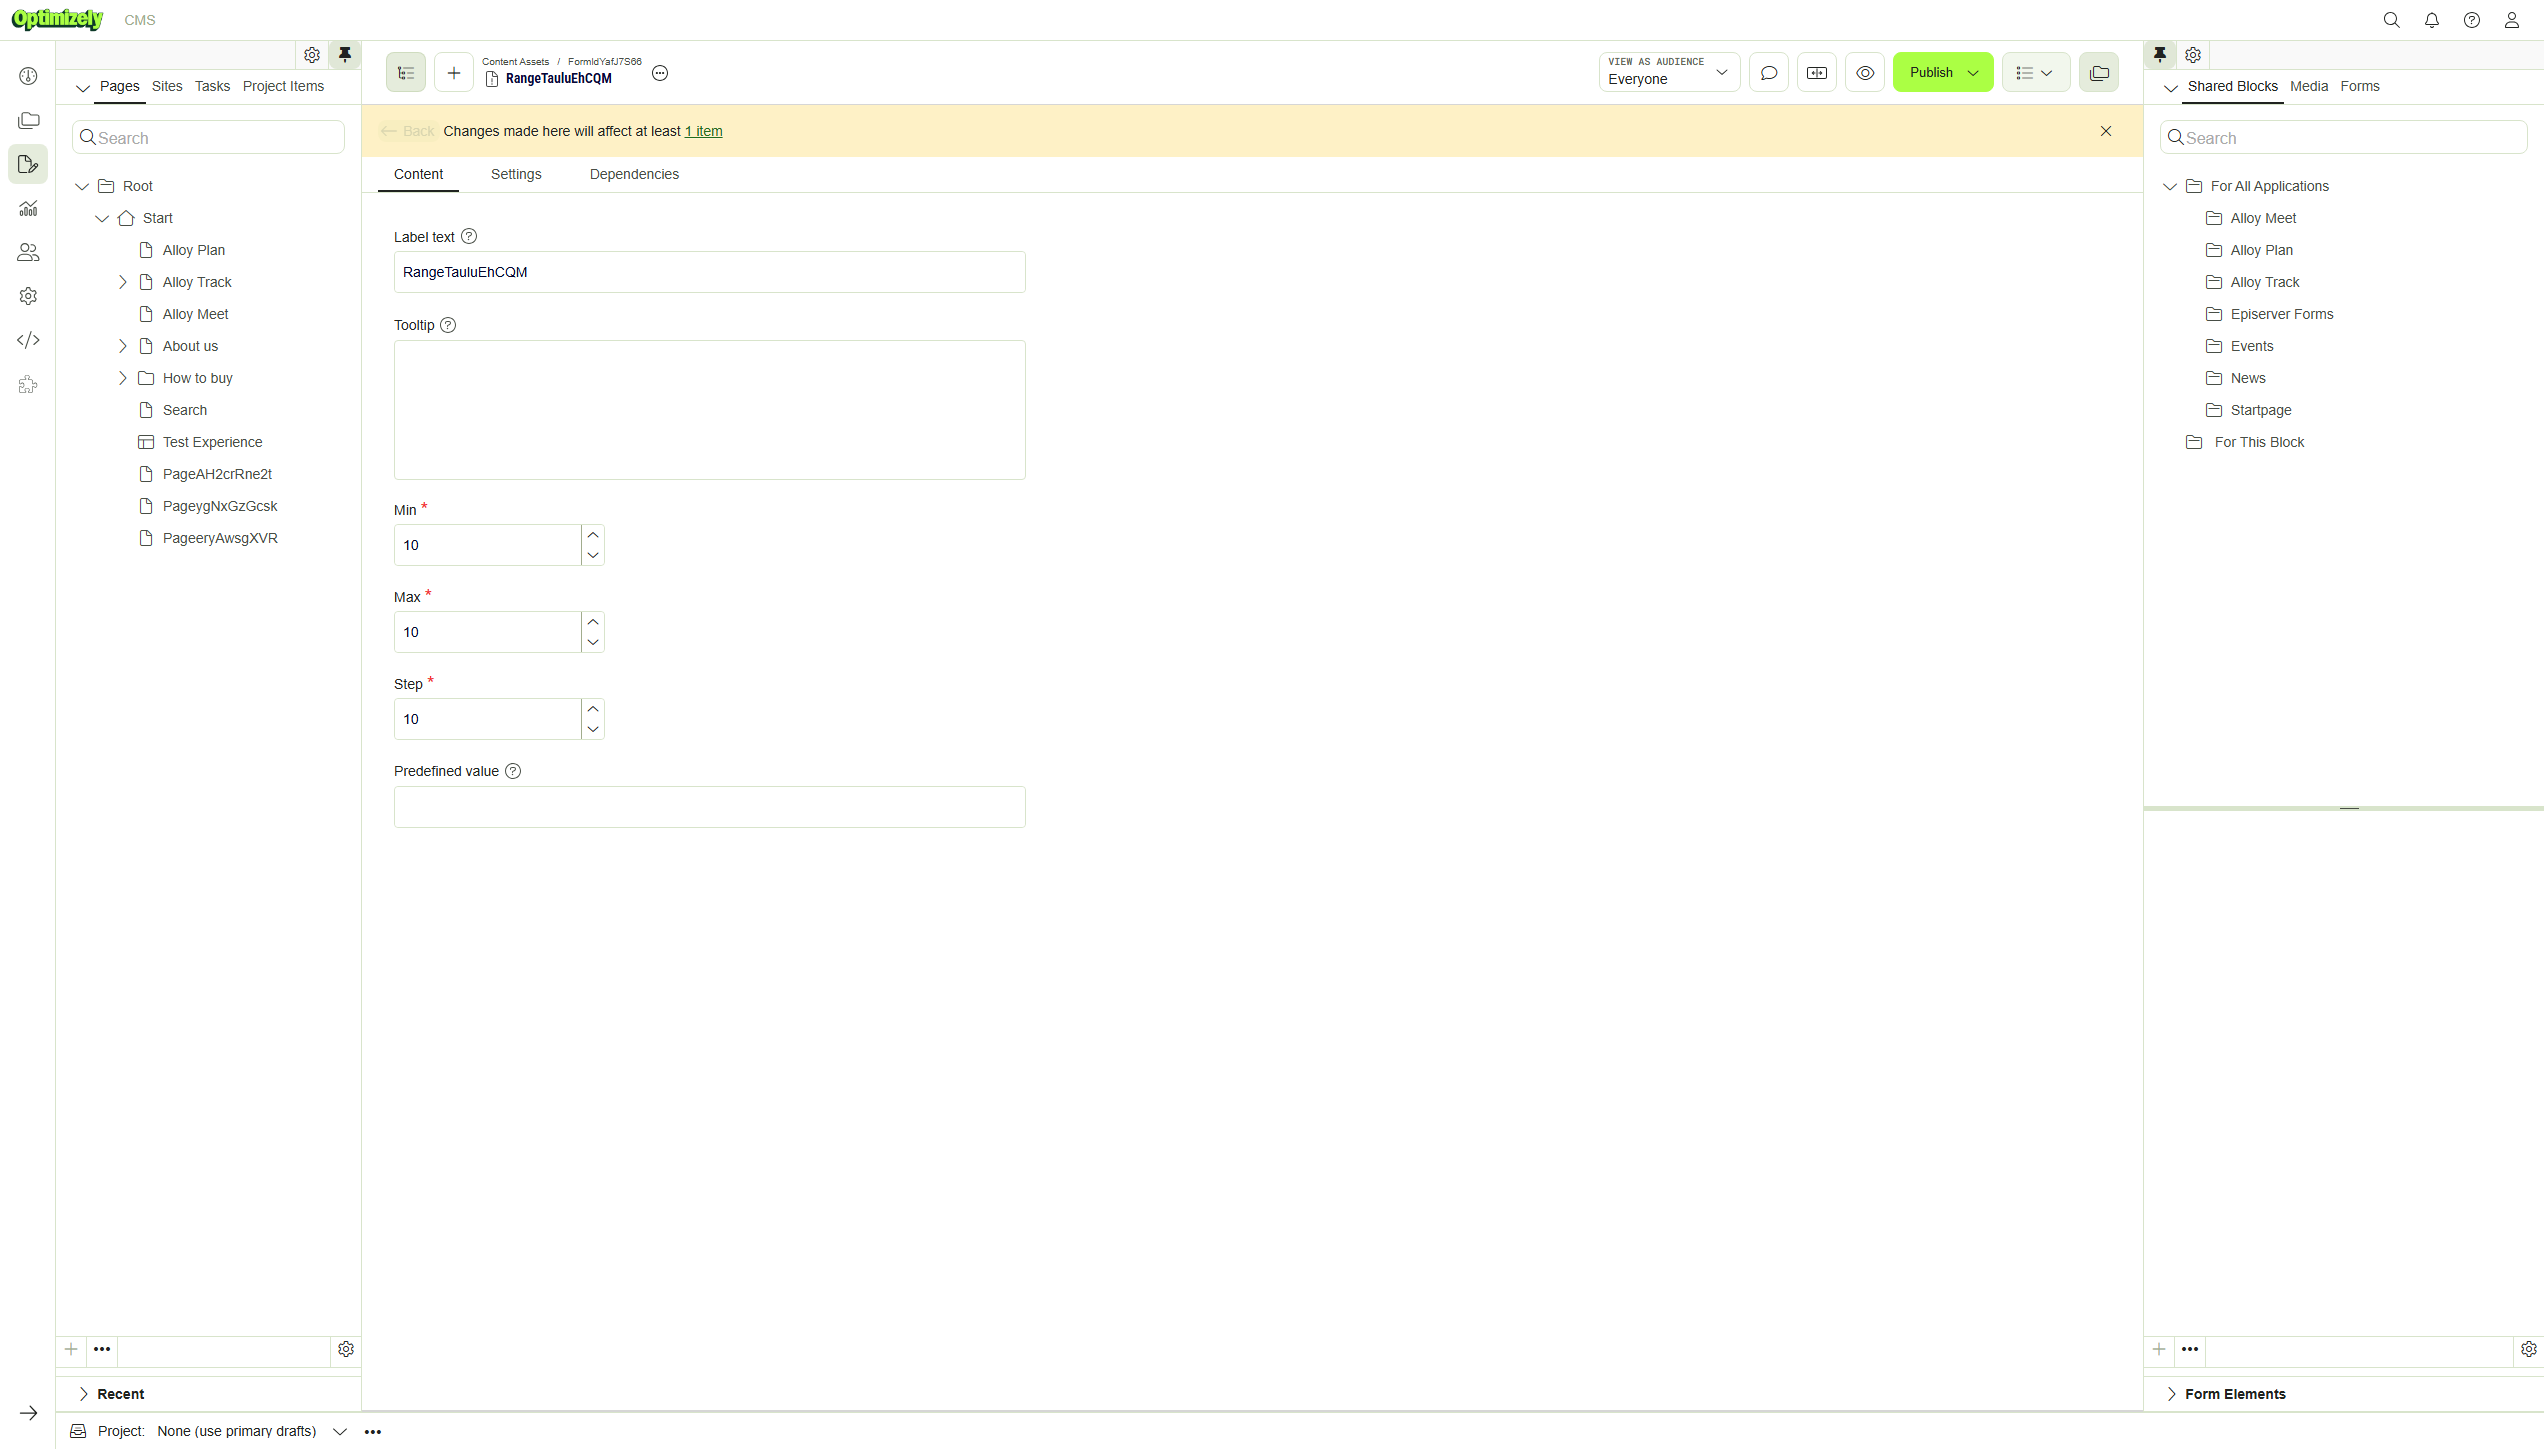 Optimizely CMS
Pages Sites Tasks Project Items
Search
Root
Start
Alloy Plan
Alloy Track
Alloy Meet
About us
How to buy
Search
Test Experience
PageAH2crRne2t
PageygNxGzGcsk
PageeryAwsgXVR
Recent
Content Assets / FormIdYafJ7S66
RangeTauluEhCQM
VIEW AS AUDIENCE
Everyone
Publish
Back Changes made here will affect at least 1 item
Content Settings Dependencies
Label text
RangeTauluEhCQM
Tooltip
Min *
10
Max *
10
Step *
10
Predefined value
Shared Blocks Media Forms
Search
For All Applications
Alloy Meet
Alloy Plan
Alloy Track
Episerver Forms
Events
News
Startpage
For This Block
Form Elements
Project: None (use primary drafts)